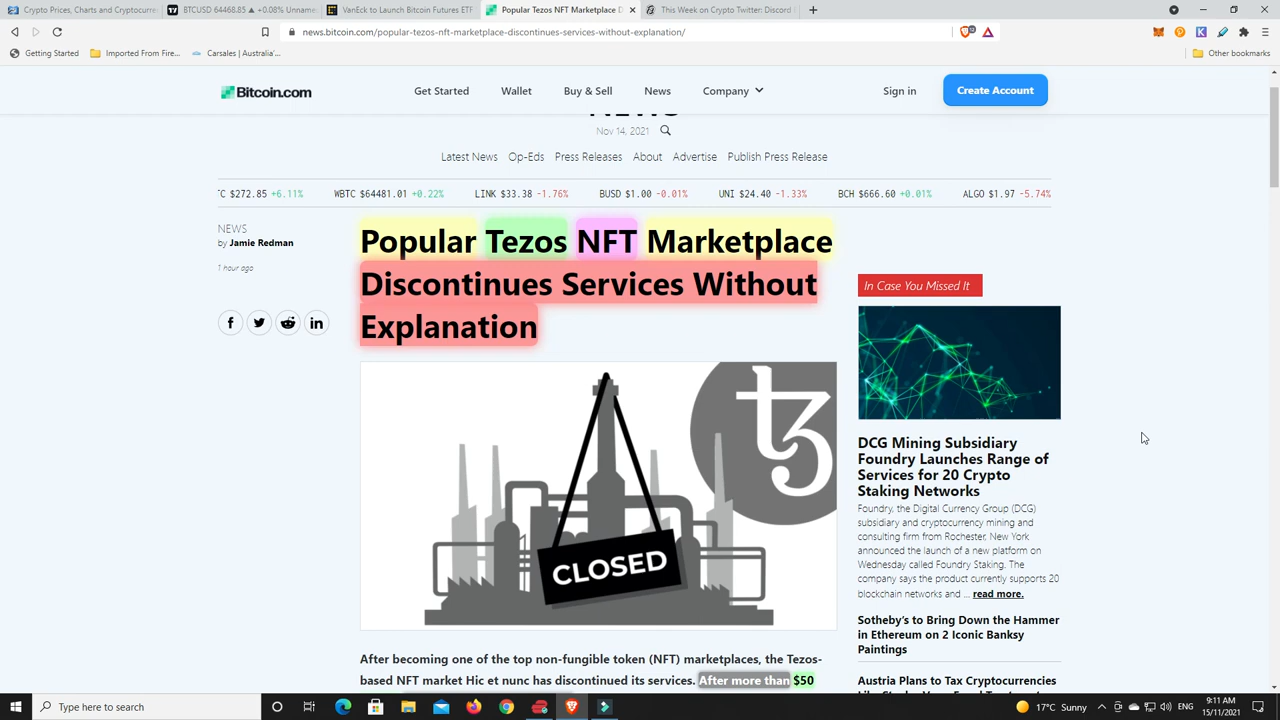 Crypto Prices, Charts and Cryptocurr
BTCUSD 64468.85 ▲ +0.08% Unname
VanEck to Launch Bitcoin Futures ETF
Popular Tezos NFT Marketplace D
This Week on Crypto Twitter: Discord
news.bitcoin.com/popular-tezos-nft-marketplace-discontinues-services-without-explanation/
Getting Started
Imported From Fire...
Carsales | Australia'...
Other bookmarks
Bitcoin.com
Get Started
Wallet
Buy & Sell
News
Company
Sign in
Create Account
NEWS
Nov 14, 2021
Latest News Op-Eds Press Releases About Advertise Publish Press Release
TC $272.85 +6.11% WBTC $64481.01 +0.22% LINK $33.38 -1.76% BUSD $1.00 -0.01% UNI $24.40 -1.33% BCH $666.60 +0.01% ALGO $1.97 -5.74%
NEWS
by Jamie Redman
1 hour ago
Popular Tezos NFT Marketplace
Discontinues Services Without
Explanation
CLOSED
After becoming one of the top non-fungible token (NFT) marketplaces, the Tezos-
based NFT market Hic et nunc has discontinued its services. After more than $50
In Case You Missed It
DCG Mining Subsidiary
Foundry Launches Range of
Services for 20 Crypto
Staking Networks
Foundry, the Digital Currency Group (DCG)
subsidiary and cryptocurrency mining and
consulting firm from Rochester, New York
announced the launch of a new platform on
Wednesday called Foundry Staking. The
company says the product currently supports 20
blockchain networks and ... read more.
Sotheby's to Bring Down the Hammer
in Ethereum on 2 Iconic Banksy
Paintings
Austria Plans to Tax Cryptocurrencies
Type here to search
17°C Sunny
ENG
9:11 AM
15/11/2021